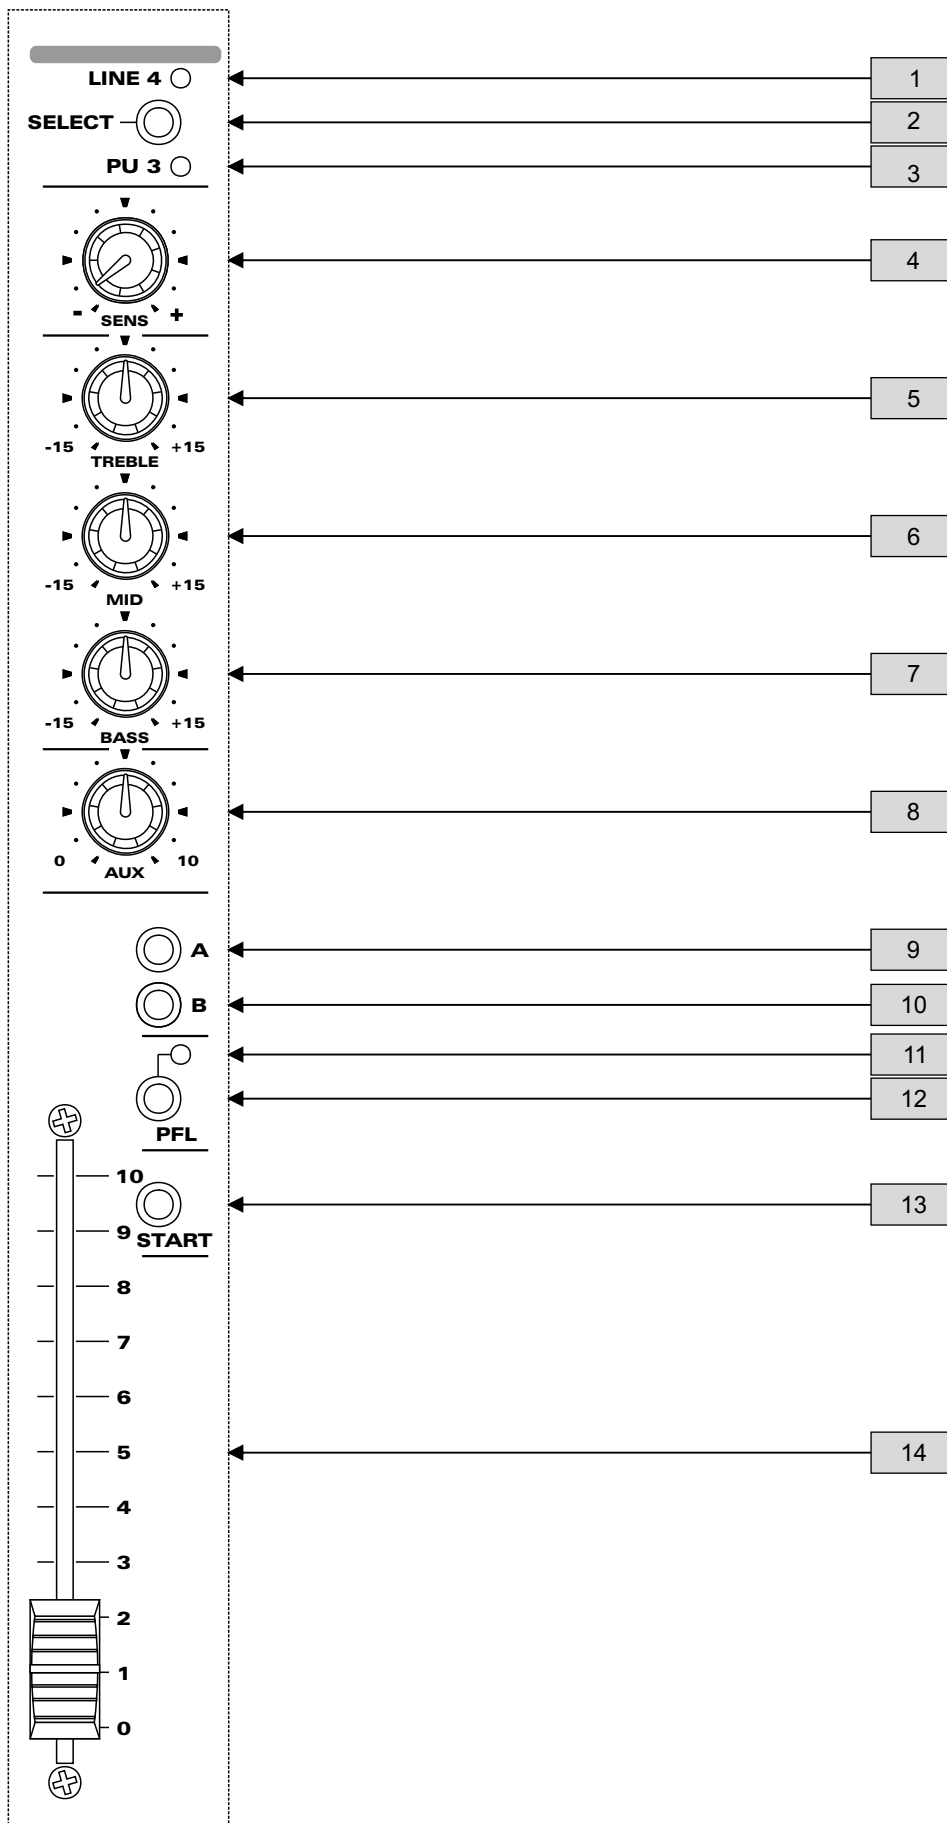 LINE 4 1
SELECT 2
PU 3 3
4
- SENS +
5
-15 +15
TREBLE
6
-15 +15
MID
7
-15 +15
BASS
8
0 10
AUX
A 9
B 10
11
12
PFL
10
13
9 START
8
7
6
5 14
4
3
2
1
0